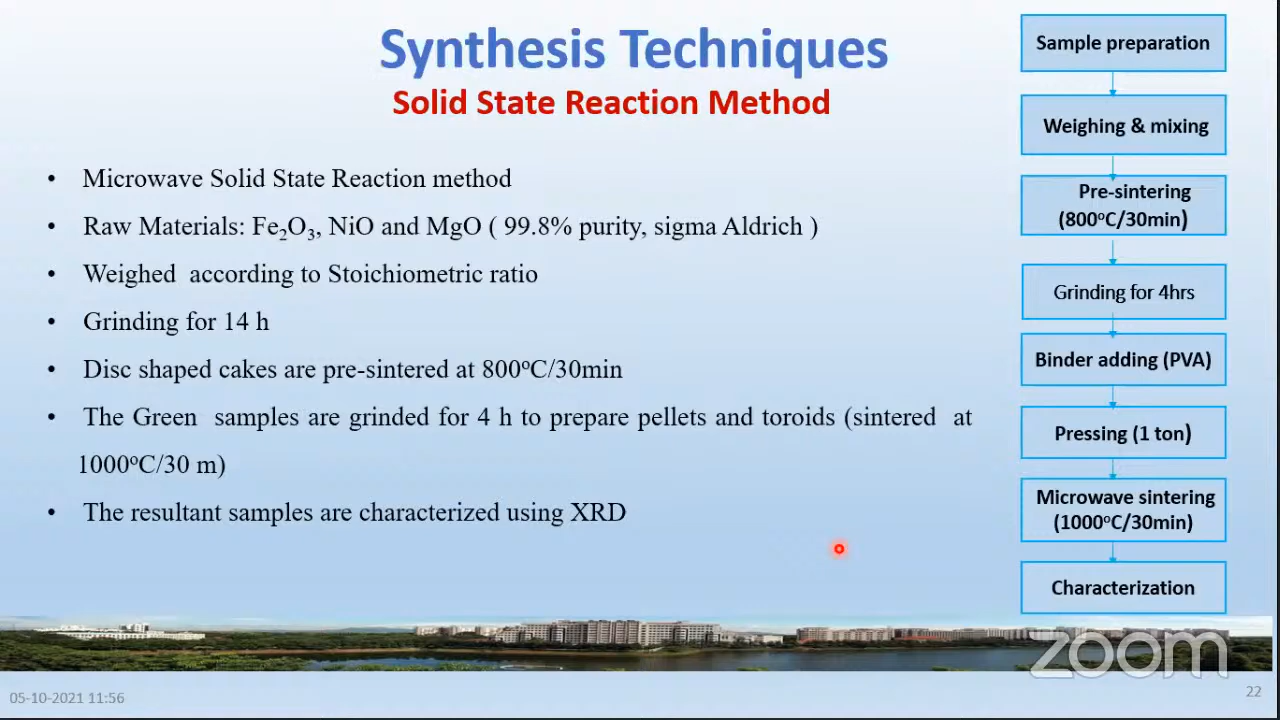 Synthesis Techniques
Solid State Reaction Method
• Microwave Solid State Reaction method
• Raw Materials: Fe₂O₃, NiO and MgO ( 99.8% purity, sigma Aldrich )
• Weighed according to Stoichiometric ratio
• Grinding for 14 h
• Disc shaped cakes are pre-sintered at 800ᵒC/30min
• The Green samples are grinded for 4 h to prepare pellets and toroids (sintered at
1000ᵒC/30 m)
• The resultant samples are characterized using XRD
Sample preparation
Weighing & mixing
Pre-sintering
(800ᵒC/30min)
Grinding for 4hrs
Binder adding (PVA)
Pressing (1 ton)
Microwave sintering
(1000ᵒC/30min)
Characterization
zoom
05-10-2021 11:56
22